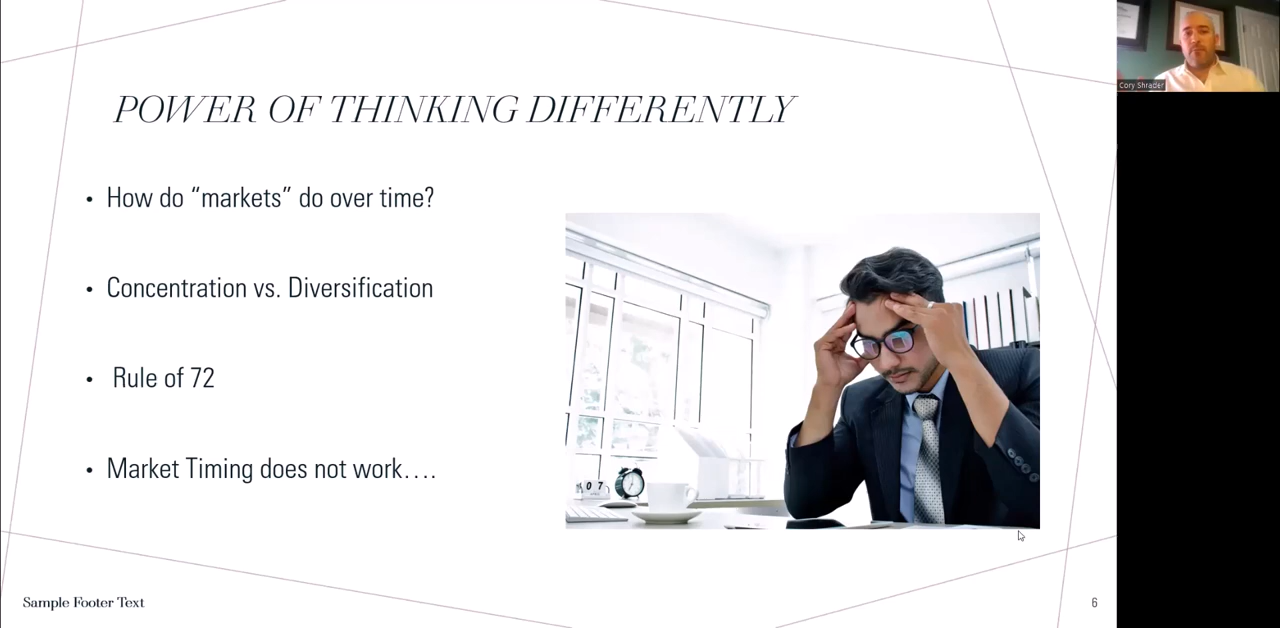 POWER OF THINKING DIFFERENTLY
• How do “markets” do over time?
• Concentration vs. Diversification
• Rule of 72
• Market Timing does not work….
07
Sample Footer Text
6
Cory Shrader